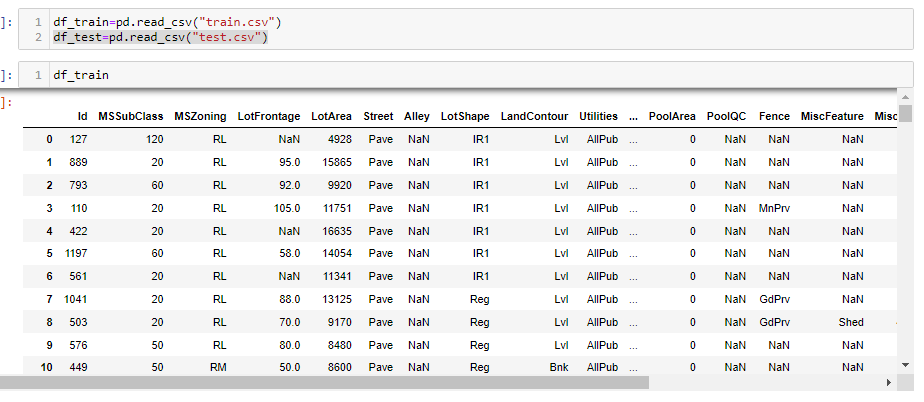 ]: 1 df_train=pd.read_csv("train.csv")
2 df_test=pd.read_csv("test.csv")
]: 1 df_train
]:
Id MSSubClass MSZoning LotFrontage LotArea Street Alley LotShape LandContour Utilities ... PoolArea PoolQC Fence MiscFeature Misc
0 127 120 RL NaN 4928 Pave NaN IR1 Lvl AllPub ... 0 NaN NaN NaN
1 889 20 RL 95.0 15865 Pave NaN IR1 Lvl AllPub ... 0 NaN NaN NaN
2 793 60 RL 92.0 9920 Pave NaN IR1 Lvl AllPub ... 0 NaN NaN NaN
3 110 20 RL 105.0 11751 Pave NaN IR1 Lvl AllPub ... 0 NaN MnPrv NaN
4 422 20 RL NaN 16635 Pave NaN IR1 Lvl AllPub ... 0 NaN NaN NaN
5 1197 60 RL 58.0 14054 Pave NaN IR1 Lvl AllPub ... 0 NaN NaN NaN
6 561 20 RL NaN 11341 Pave NaN IR1 Lvl AllPub ... 0 NaN NaN NaN
7 1041 20 RL 88.0 13125 Pave NaN Reg Lvl AllPub ... 0 NaN GdPrv NaN
8 503 20 RL 70.0 9170 Pave NaN Reg Lvl AllPub ... 0 NaN GdPrv Shed
9 576 50 RL 80.0 8480 Pave NaN Reg Lvl AllPub ... 0 NaN NaN NaN
10 449 50 RM 50.0 8600 Pave NaN Reg Bnk AllPub ... 0 NaN NaN NaN